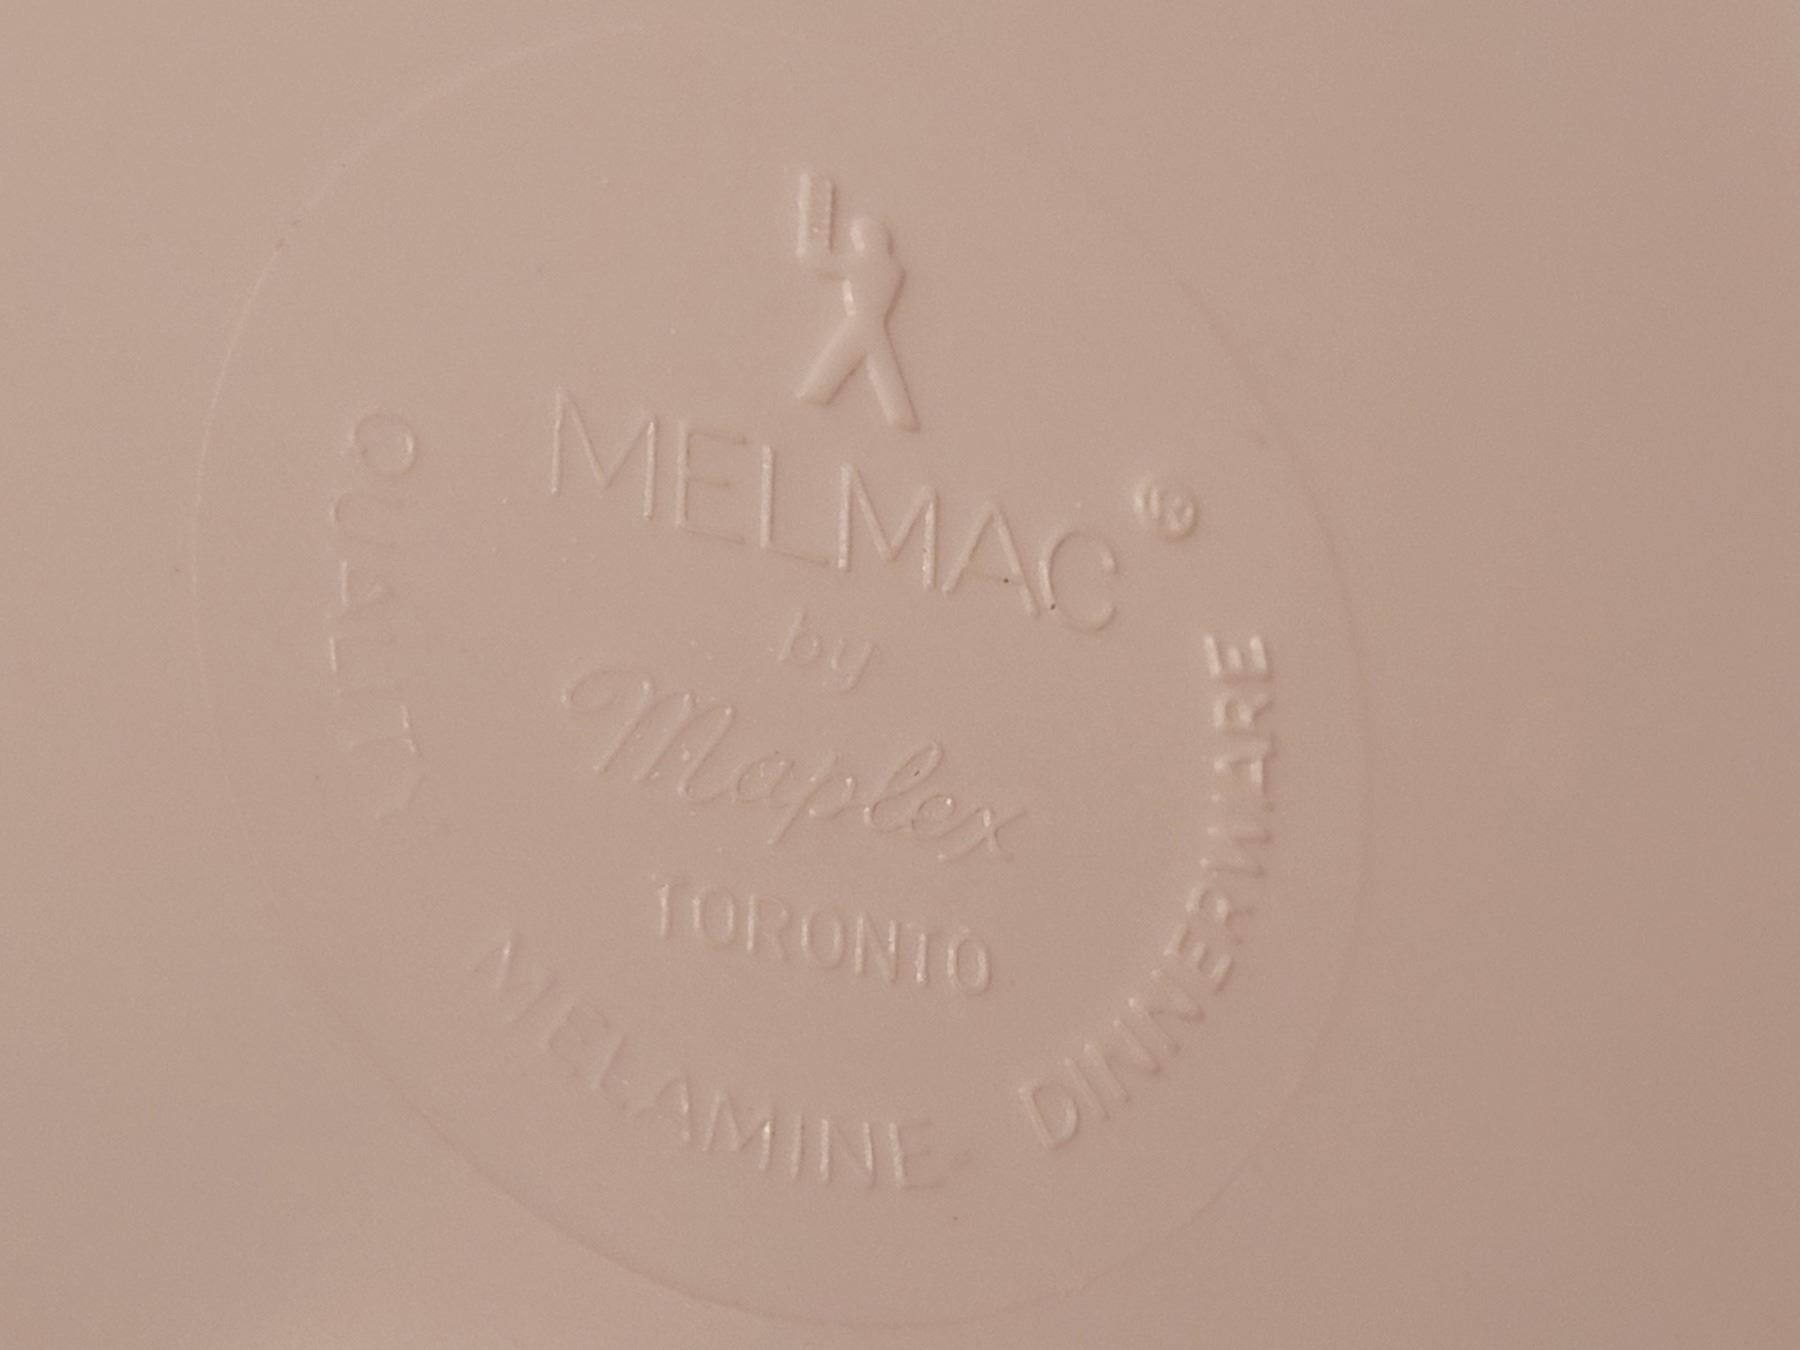 MELMAC ®
by
Maplex
TORONTO
QUALITY MELAMINE DINNERWARE